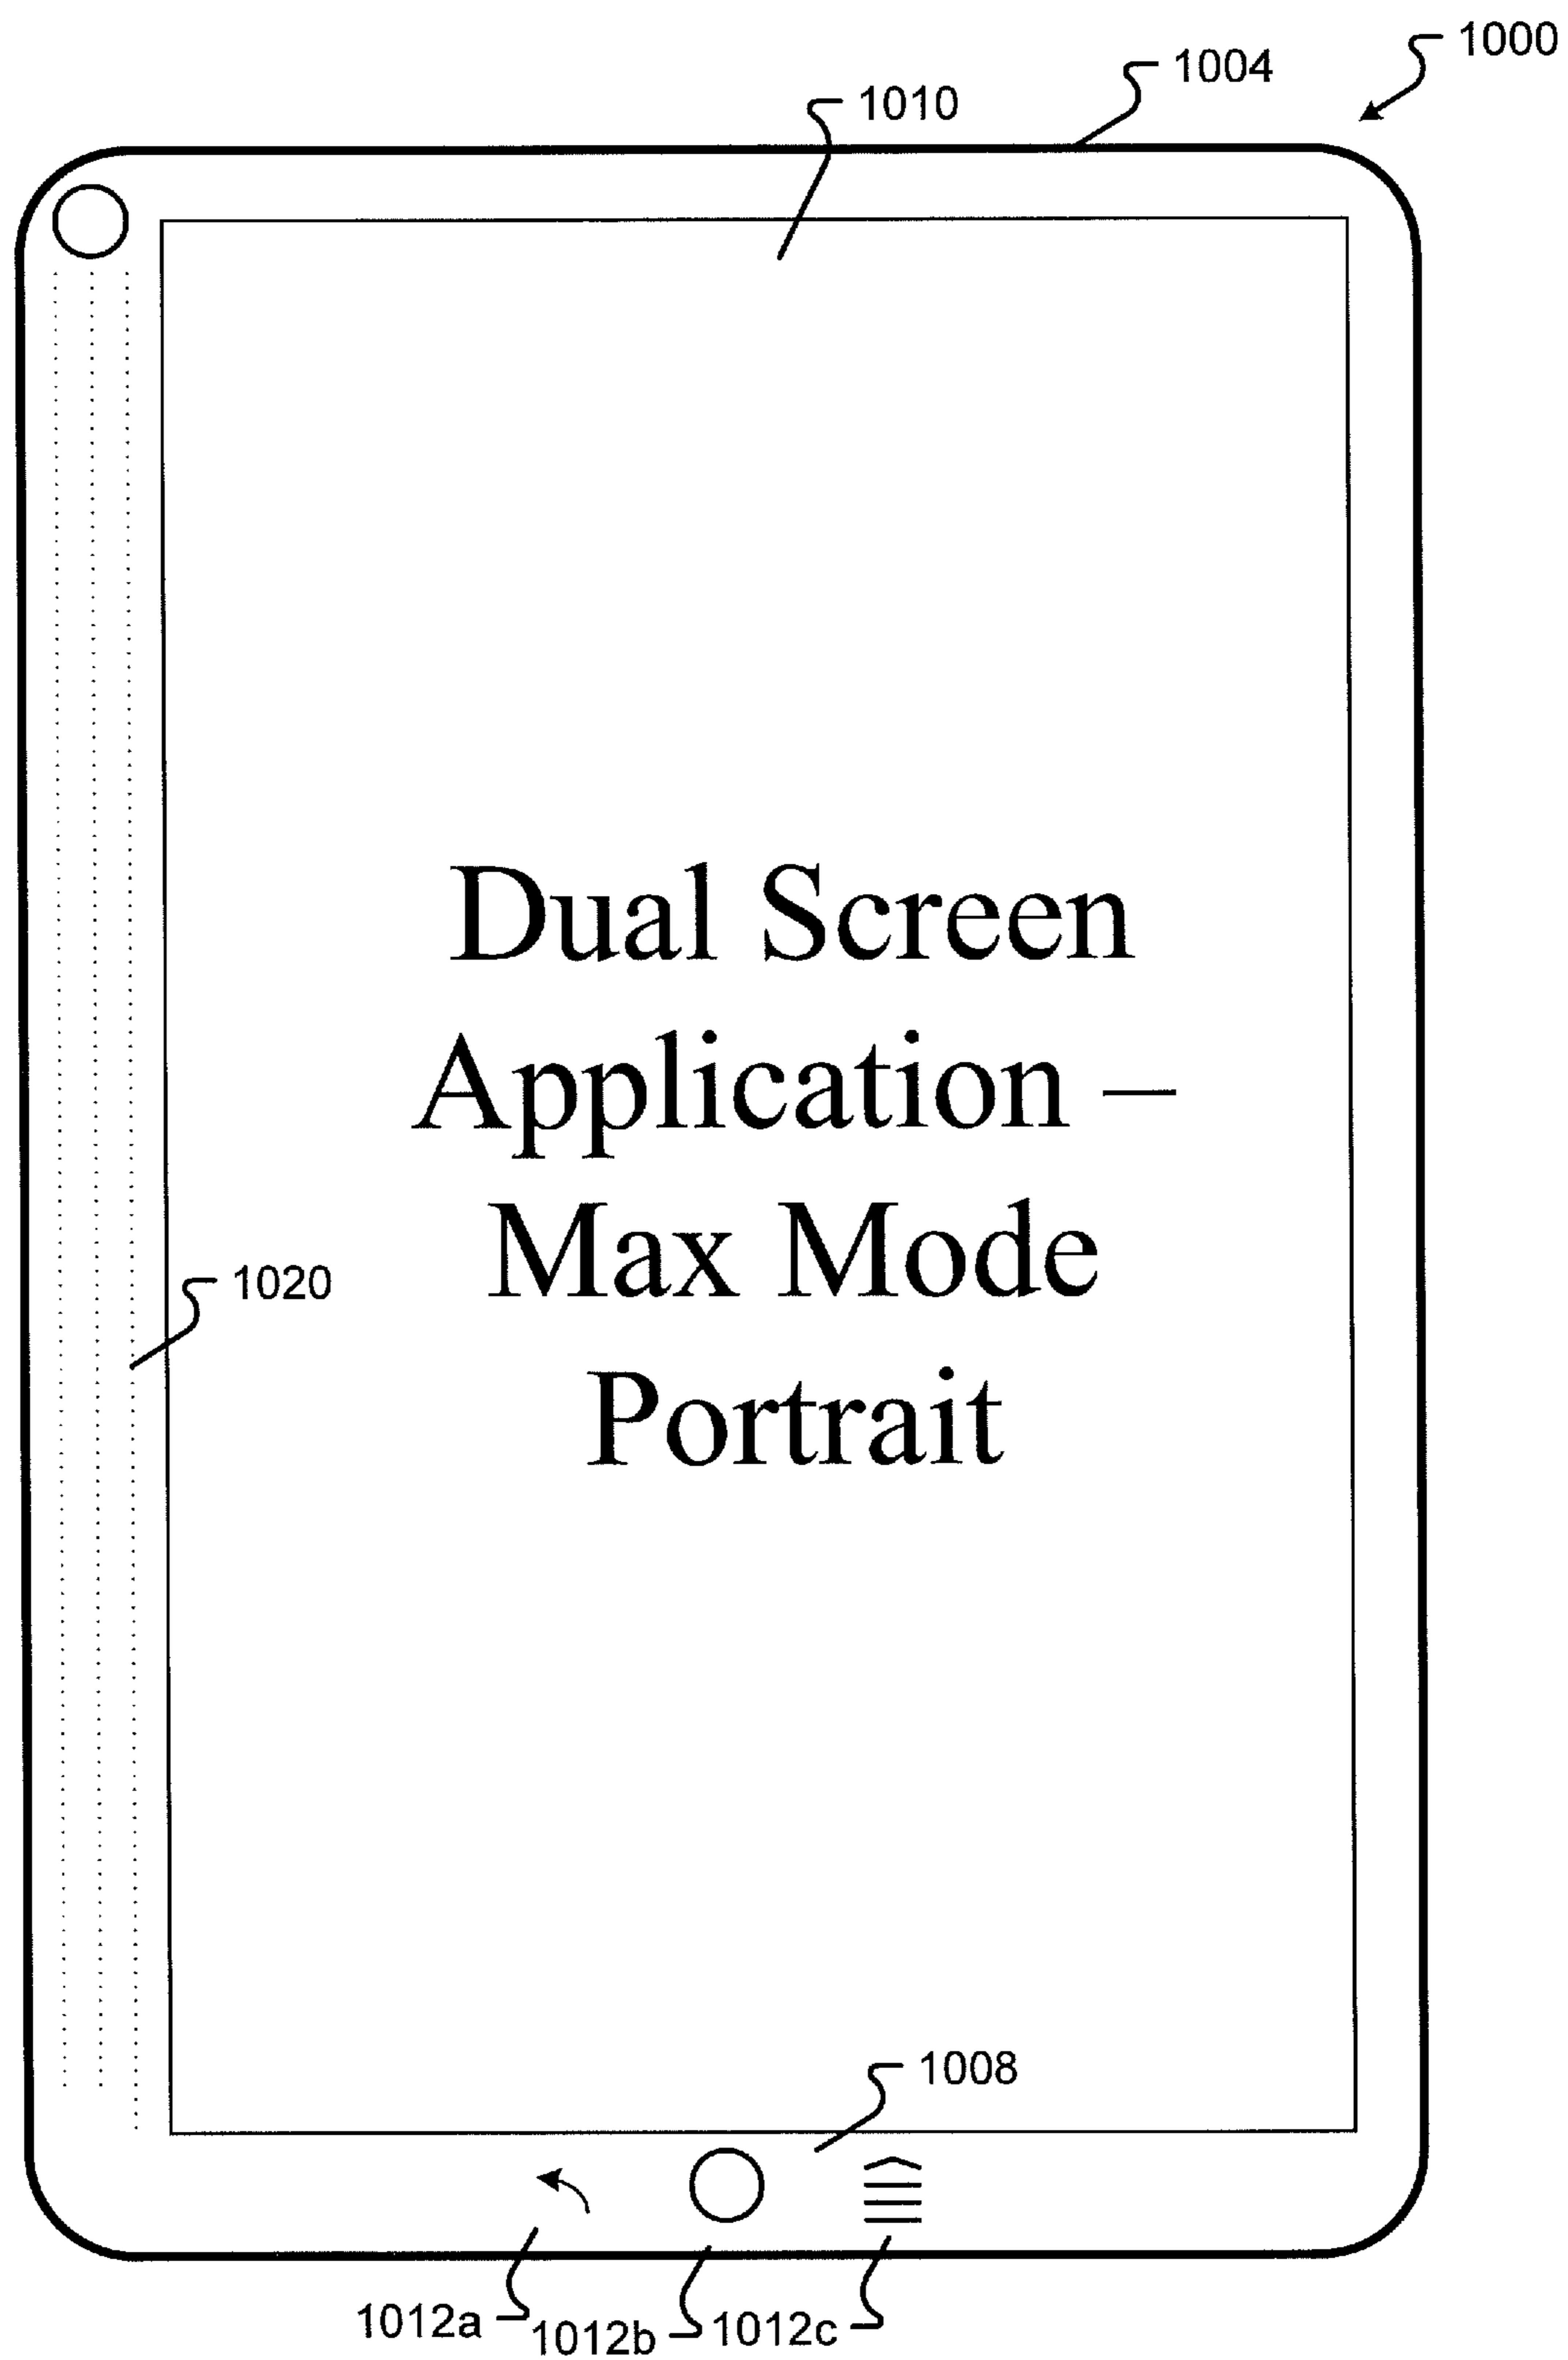 1000
1004
1010
Dual Screen
Application –
Max Mode
Portrait
1020
1008
1012a
1012b
1012c